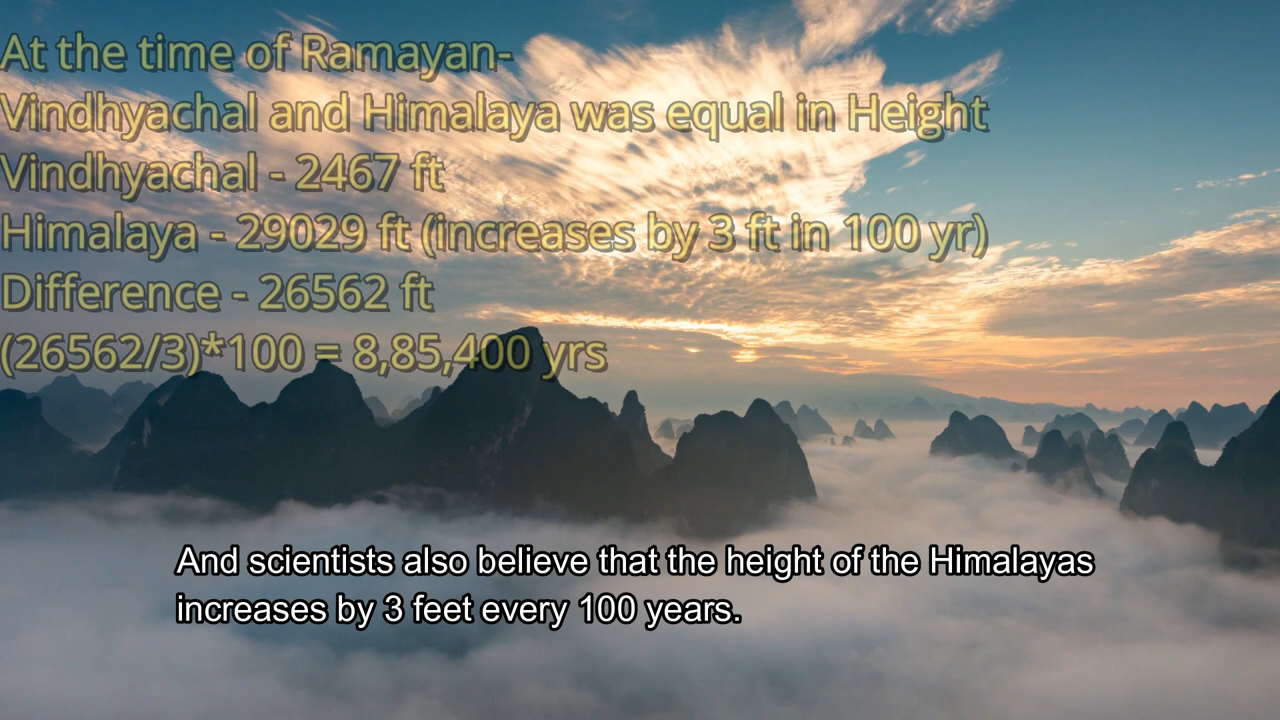 At the time of Ramayan-
Vindhyachal and Himalaya was equal in Height
Vindhyachal - 2467 ft
Himalaya - 29029 ft (increases by 3 ft in 100 yr)
Difference - 26562 ft
(26562/3)*100 = 8,85,400 yrs
And scientists also believe that the height of the Himalayas
increases by 3 feet every 100 years.